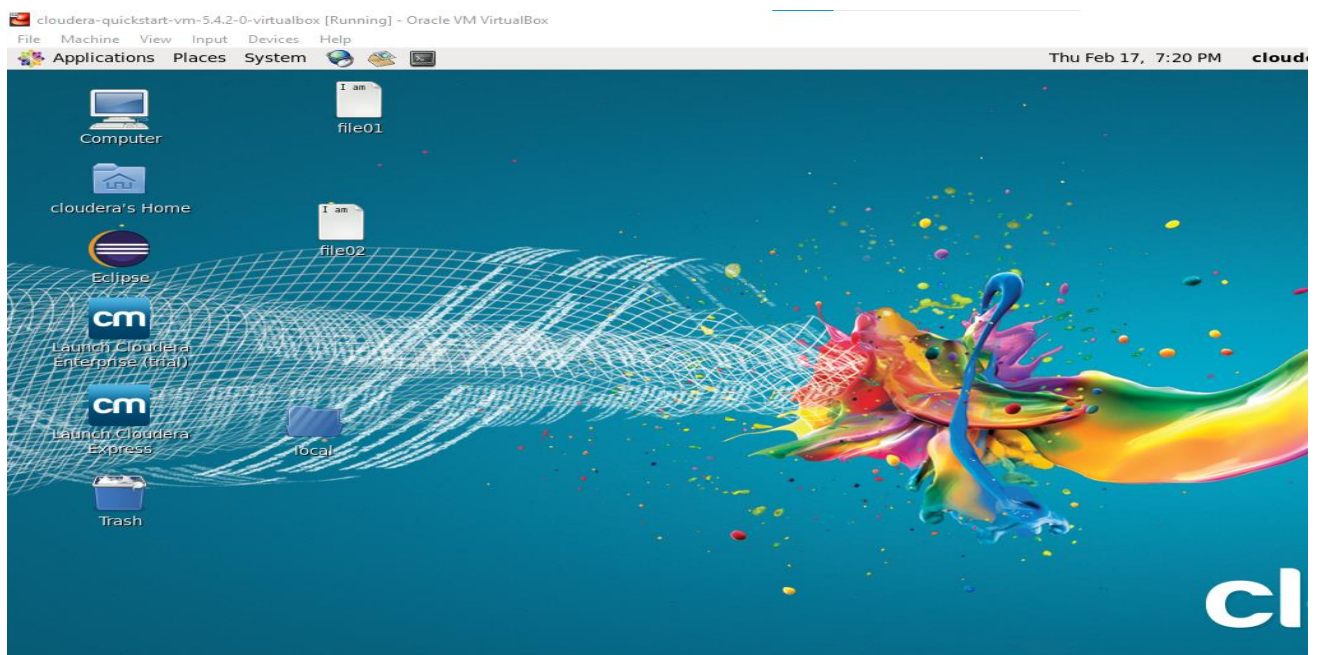 cloudera-quickstart-vm-5.4.2-0-virtualbox [Running] - Oracle VM VirtualBox
File Machine View Input Devices Help
Applications Places System Thu Feb 17, 7:20 PM cloud
Computer
I am
file01
cloudera's Home
I am
file02
Eclipse
cm
Launch Cloudera
Enterprise (trial)
cm
Launch Cloudera
Express
local
Trash
cl